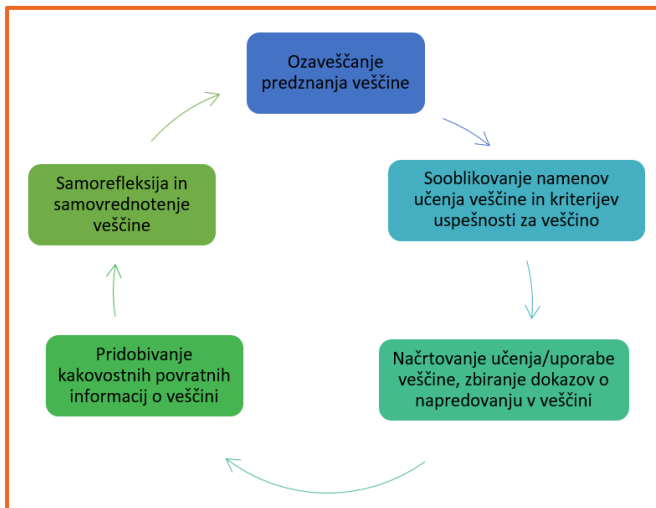 Ozaveščanje
predznanja veščine
Sooblikovanje namenov
učenja veščine in kriterijev
uspešnosti za veščino
Načrtovanje učenja/uporabe
veščine, zbiranje dokazov o
napredovanju v veščini
Pridobivanje
kakovostnih povratnih
informacij o veščini
Samorefleksija in
samovrednotenje
veščine